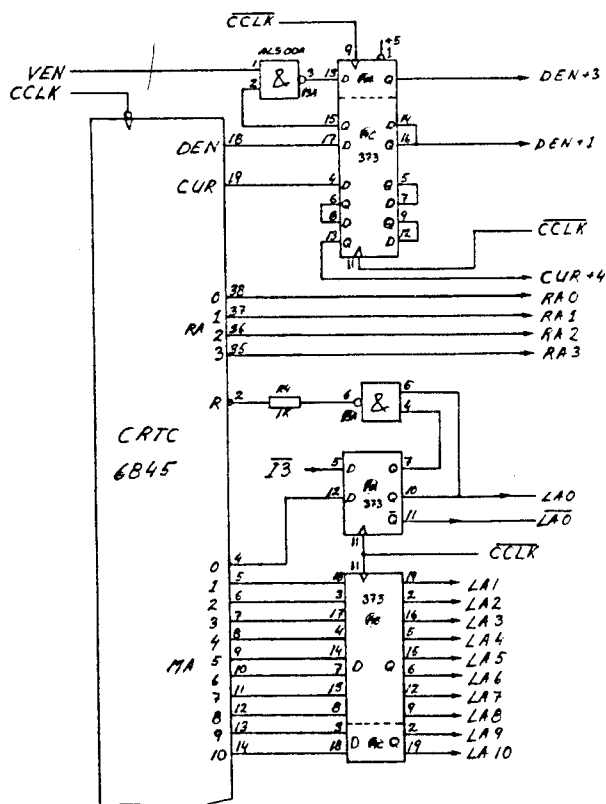 CCLK
ALS00A
+5
VEN
CCLK
1
2
&
3
13
9
D
Q
1
DEN+3
15
Q
D
14
DEN
18
17
D
Q
16
DEN+1
373
CUR
19
4
D
Q
5
6
Q
D
7
8
D
Q
9
13
Q
D
12
CCLK
11
CUR+4
0
38
RA0
1
37
RA1
RA
2
36
RA2
3
35
RA3
R
2
R4
1K
6
&
5
4
CRTC
6845
I3
5
D
Q
7
12
D
Q
10
LA0
373
Q
11
LA0
11
CCLK
0
4
11
1
5
18
373
19
LA1
2
6
3
2
LA2
3
7
17
16
LA3
4
8
4
5
LA4
MA
5
9
14
D
Q
15
LA5
6
10
7
6
LA6
7
11
13
12
LA7
8
12
8
9
LA8
9
13
3
D
Q
2
LA9
10
14
18
19
LA10